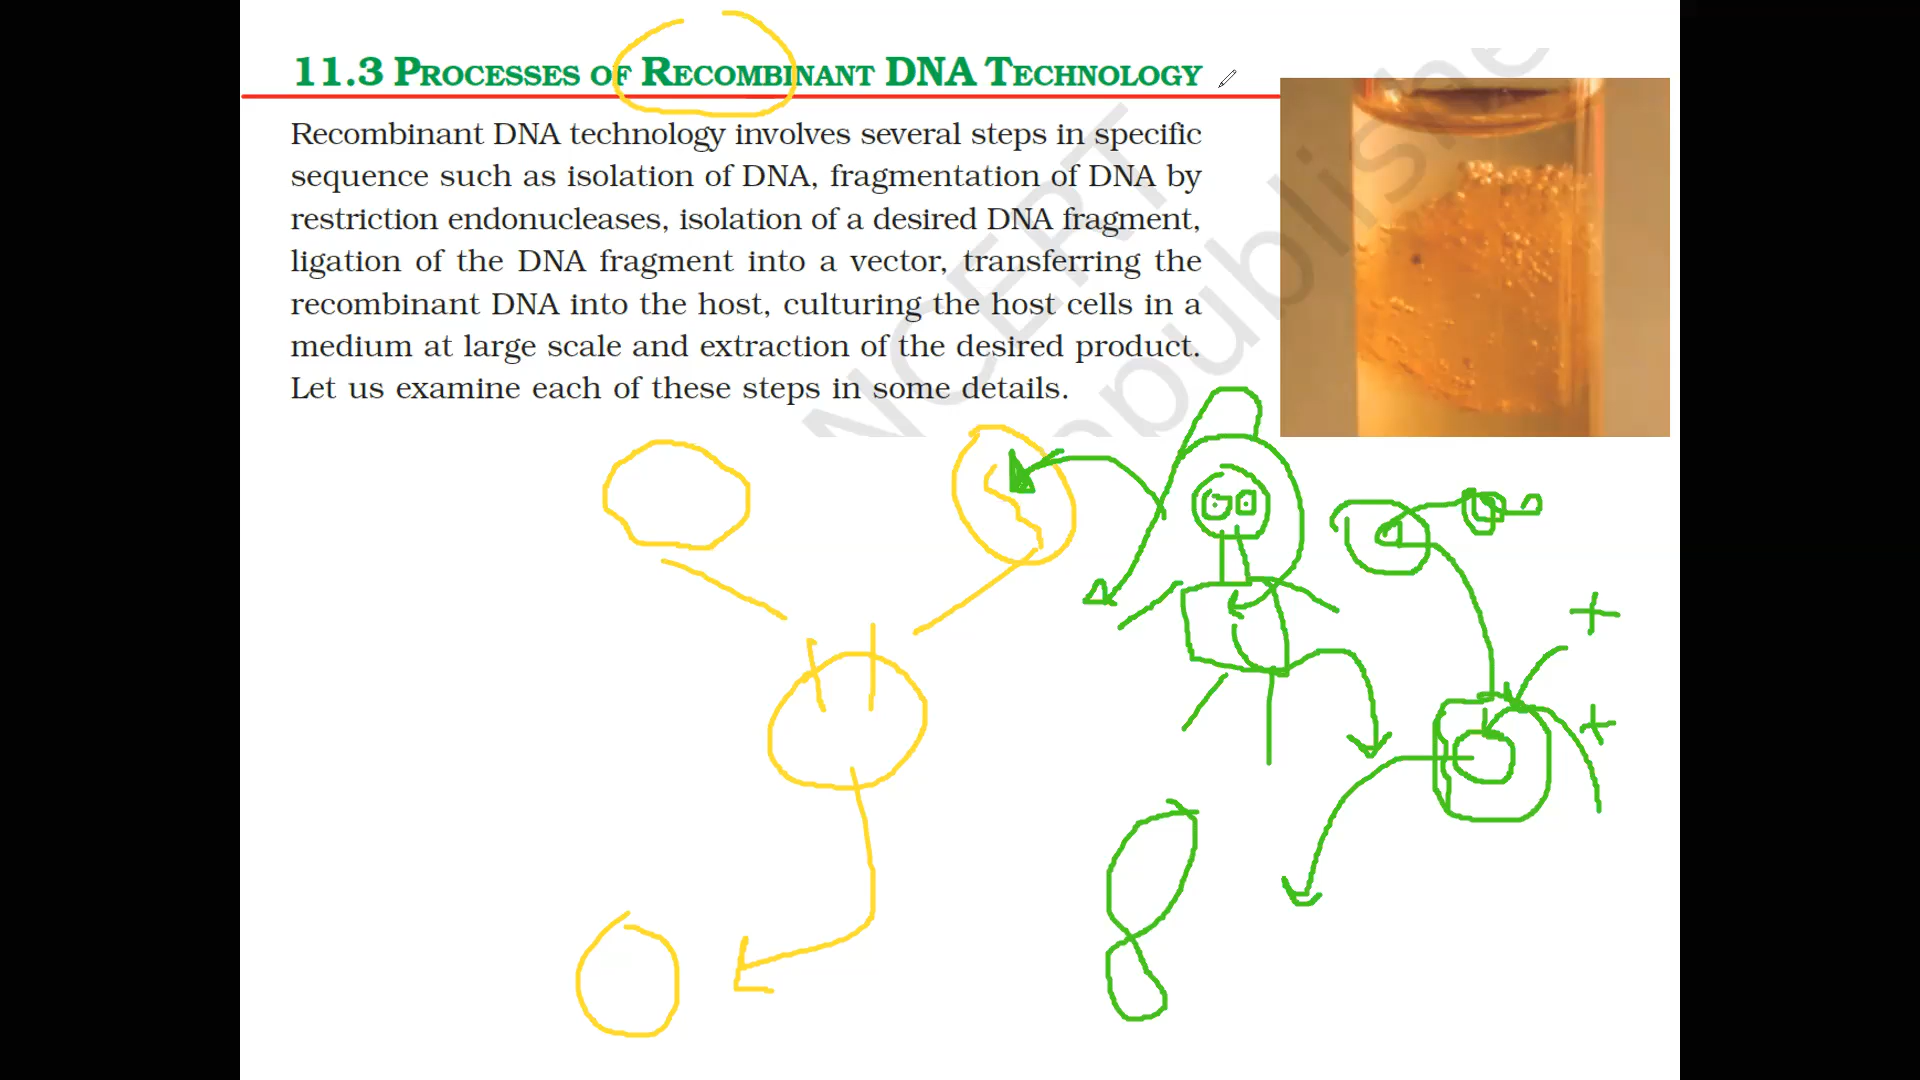 11.3 PROCESSES OF RECOMBINANT DNA TECHNOLOGY
Recombinant DNA technology involves several steps in specific
sequence such as isolation of DNA, fragmentation of DNA by
restriction endonucleases, isolation of a desired DNA fragment,
ligation of the DNA fragment into a vector, transferring the
recombinant DNA into the host, culturing the host cells in a
medium at large scale and extraction of the desired product.
Let us examine each of these steps in some details.
NCERT